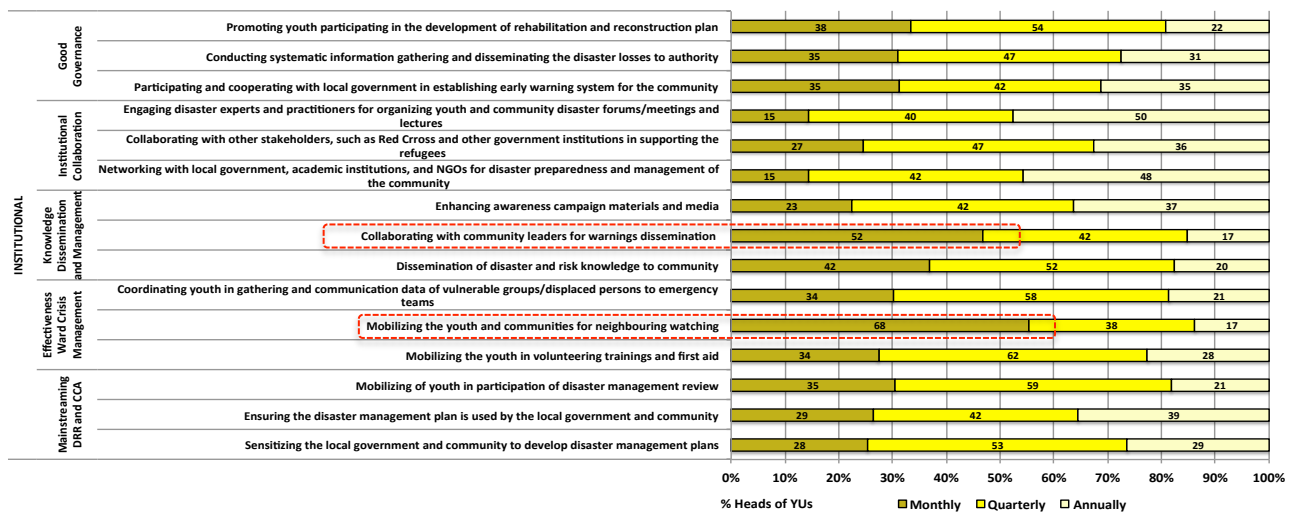 INSTITUTIONAL
Good
Governance
Promoting youth participating in the development of rehabilitation and reconstruction plan
38 54 22
Conducting systematic information gathering and disseminating the disaster losses to authority
35 47 31
Participating and cooperating with local government in establishing early warning system for the community
35 42 35
Institutional
Collaboration
Engaging disaster experts and practitioners for organizing youth and community disaster forums/meetings and
lectures
15 40 50
Collaborating with other stakeholders, such as Red Crross and other government institutions in supporting the
refugees
27 47 36
Networking with local government, academic institutions, and NGOs for disaster preparedness and management of
the community
15 42 48
Knowledge
Dissemination
and Management
Enhancing awareness campaign materials and media
23 42 37
Collaborating with community leaders for warnings dissemination
52 42 17
Dissemination of disaster and risk knowledge to community
42 52 20
Effectiveness
Ward Crisis
Management
Coordinating youth in gathering and communication data of vulnerable groups/displaced persons to emergency
teams
34 58 21
Mobilizing the youth and communities for neighbouring watching
68 38 17
Mobilizing the youth in volunteering trainings and first aid
34 62 28
Mainstreaming
DRR and CCA
Mobilizing of youth in participation of disaster management review
35 59 21
Ensuring the disaster management plan is used by the local government and community
29 42 39
Sensitizing the local government and community to develop disaster management plans
28 53 29
0% 10% 20% 30% 40% 50% 60% 70% 80% 90% 100%
% Heads of YUs Monthly Quarterly Annually